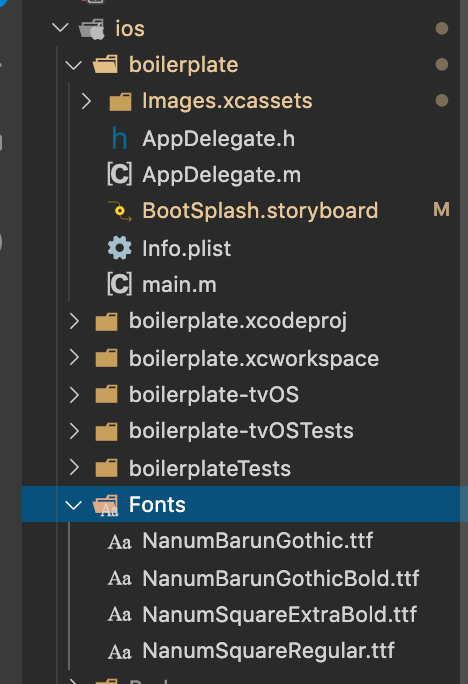 ios
boilerplate
Images.xcassets
h AppDelegate.h
[C] AppDelegate.m
BootSplash.storyboard M
Info.plist
[C] main.m
boilerplate.xcodeproj
boilerplate.xcworkspace
boilerplate-tvOS
boilerplate-tvOSTests
boilerplateTests
Aa Fonts
Aa NanumBarunGothic.ttf
Aa NanumBarunGothicBold.ttf
Aa NanumSquareExtraBold.ttf
Aa NanumSquareRegular.ttf